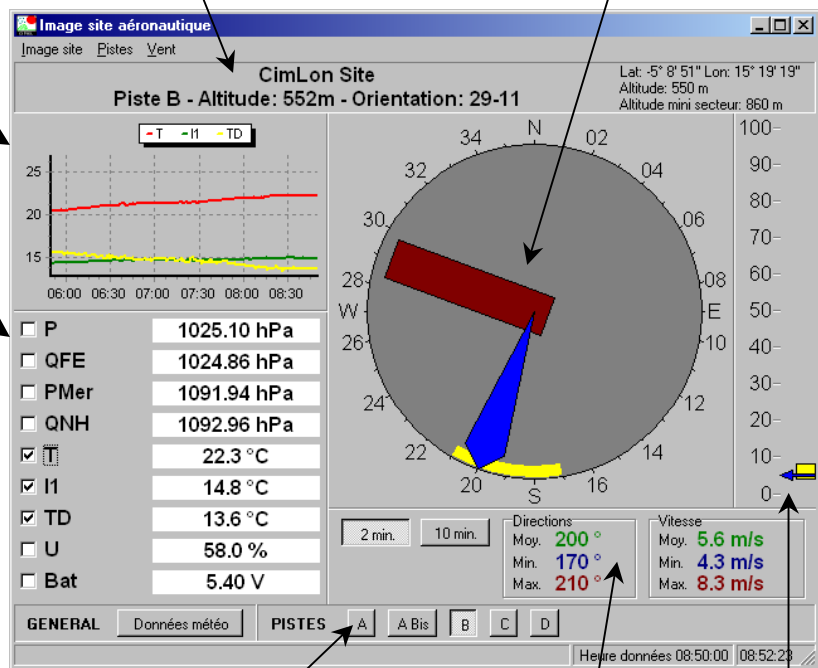 Image site aéronautique
Image site Pistes Vent
CimLon Site
Piste B - Altitude: 552m - Orientation: 29-11
Lat: -5° 8' 51" Lon: 15° 19' 19"
Altitude: 550 m
Altitude mini secteur: 860 m
T I1 TD
25
20
15
06:00 06:30 07:00 07:30 08:00 08:30
N
02
04
06
08
E
10
12
14
16
S
20
22
24
26
W
28
30
32
34
100
90
80
70
60
50
40
30
20
10
0
P 1025.10 hPa
QFE 1024.86 hPa
PMer 1091.94 hPa
QNH 1092.96 hPa
T 22.3 °C
I1 14.8 °C
TD 13.6 °C
U 58.0 %
Bat 5.40 V
2 min. 10 min.
Directions
Moy. 200 °
Min. 170 °
Max. 210 °
Vitesse
Moy. 5.6 m/s
Min. 4.3 m/s
Max. 8.3 m/s
GENERAL Données météo PISTES A A Bis B C D
Heure données 08:50:00 08:52:23